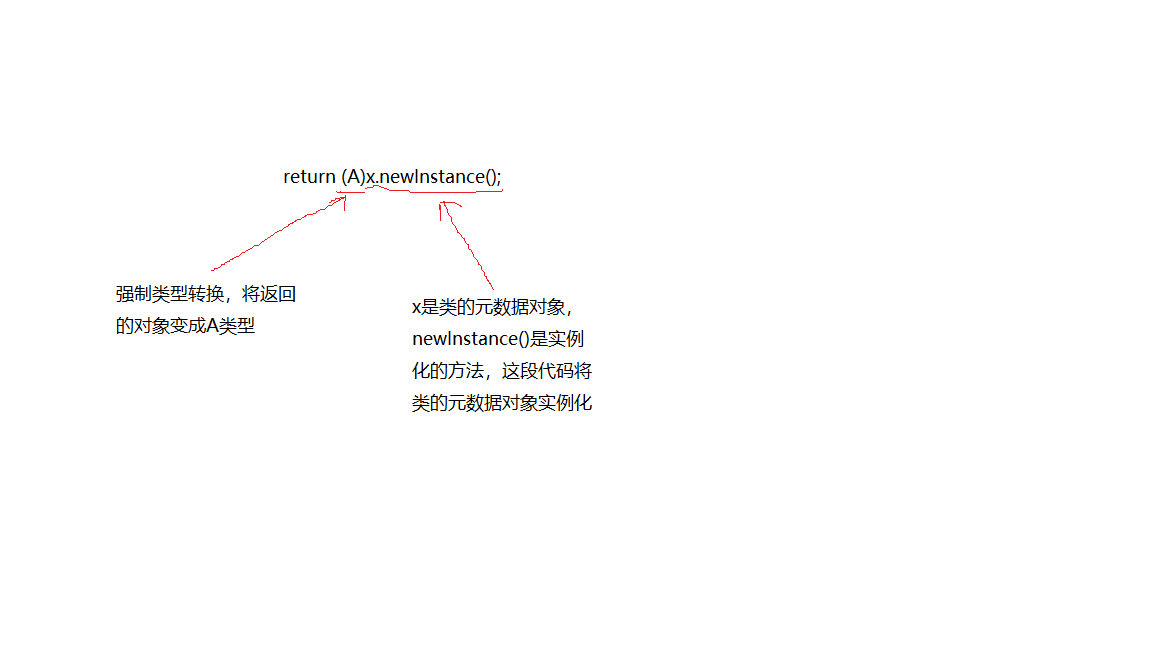 return (A)x.newInstance();
强制类型转换，将返回
的对象变成A类型
x是类的元数据对象，
newInstance()是实例
化的方法，这段代码将
类的元数据对象实例化